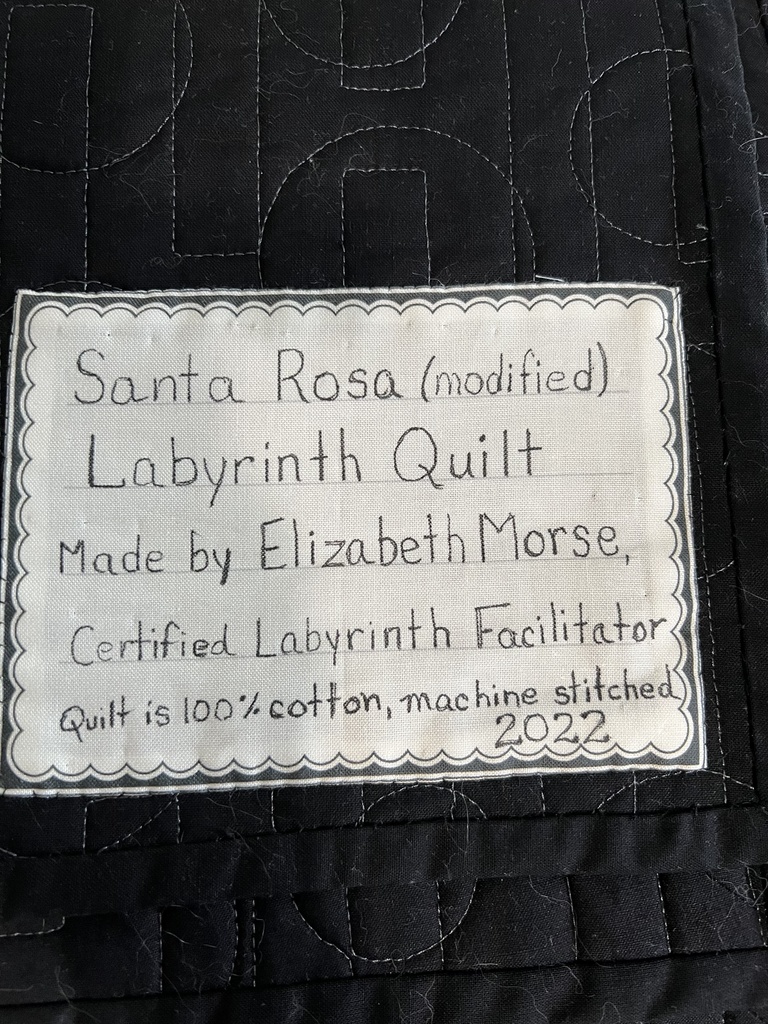 Santa Rosa (modified)
Labyrinth Quilt
Made by Elizabeth Morse,
Certified Labyrinth Facilitator
Quilt is 100% cotton, machine stitched
2022